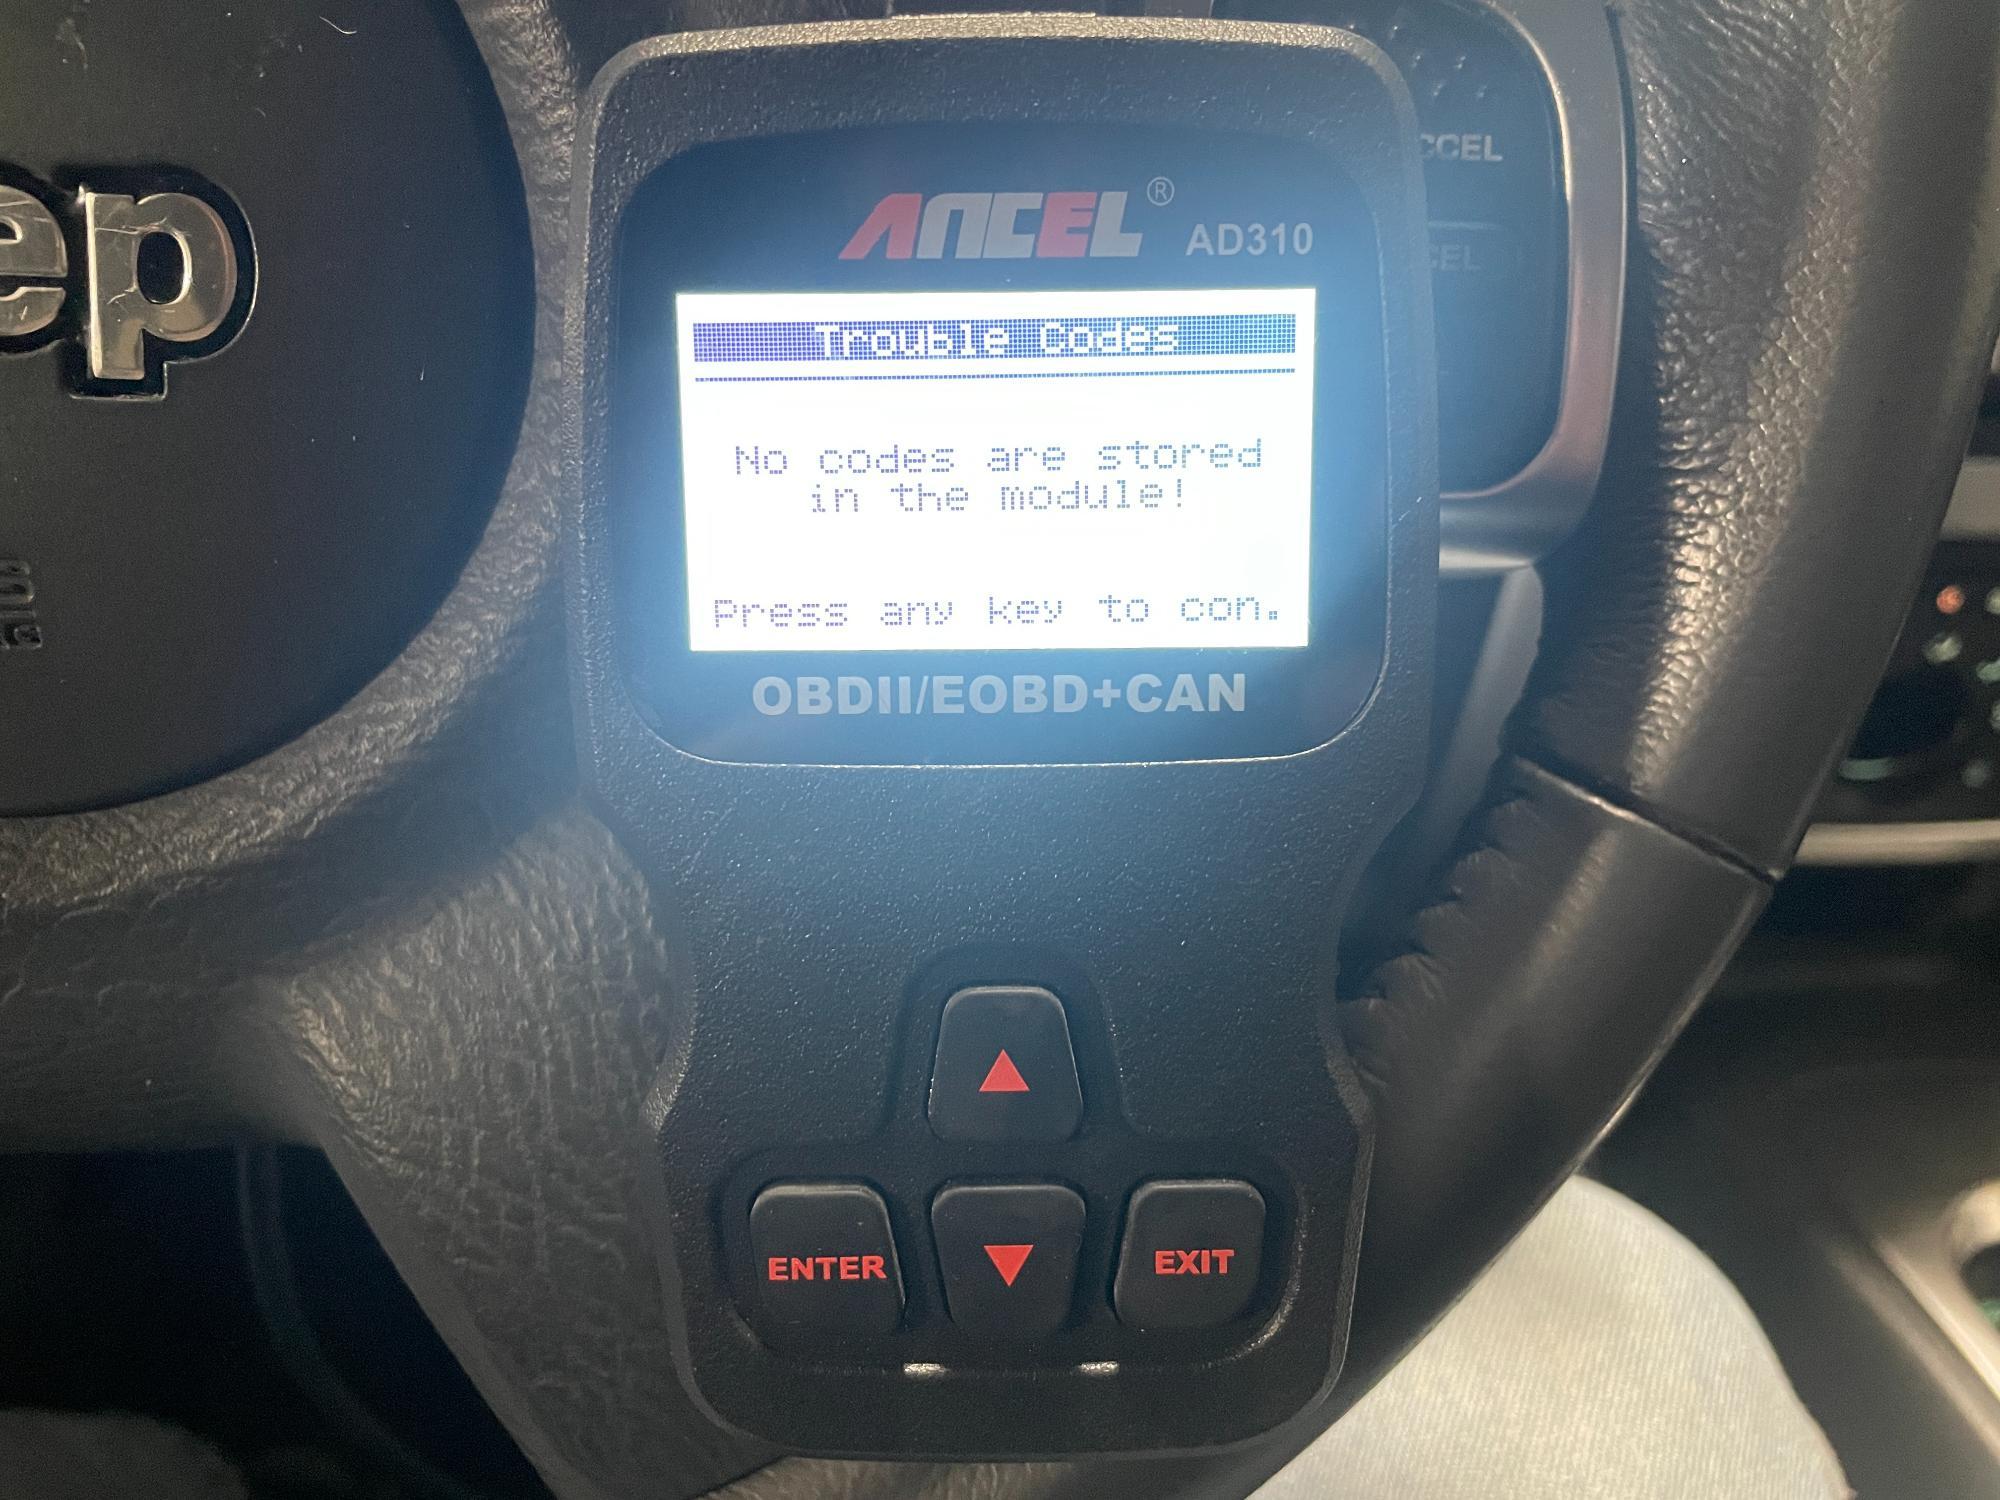 ep
CCEL
CEL
ANCEL®
AD310
Trouble Codes
No codes are stored
in the module!
Press any key to con.
OBDII/EOBD+CAN
ENTER
EXIT